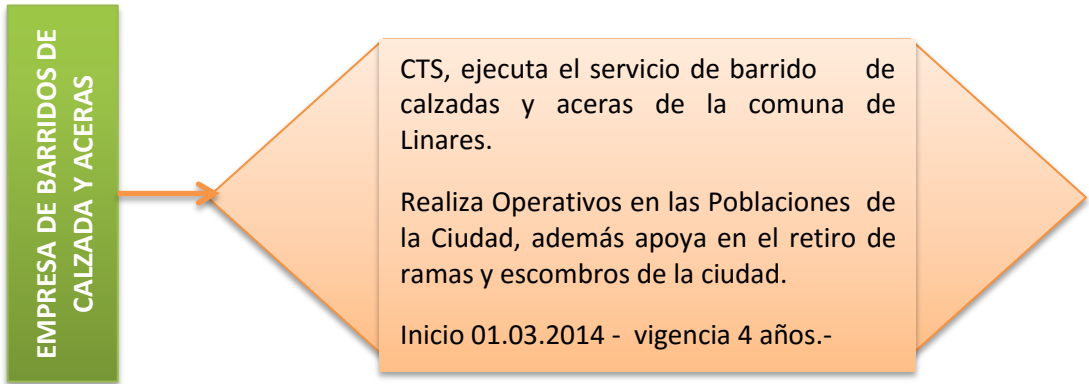 EMPRESA DE BARRIDOS DE
CALZADA Y ACERAS
CTS, ejecuta el servicio de barrido de
calzadas y aceras de la comuna de
Linares.
Realiza Operativos en las Poblaciones de
la Ciudad, además apoya en el retiro de
ramas y escombros de la ciudad.
Inicio 01.03.2014 - vigencia 4 años.-